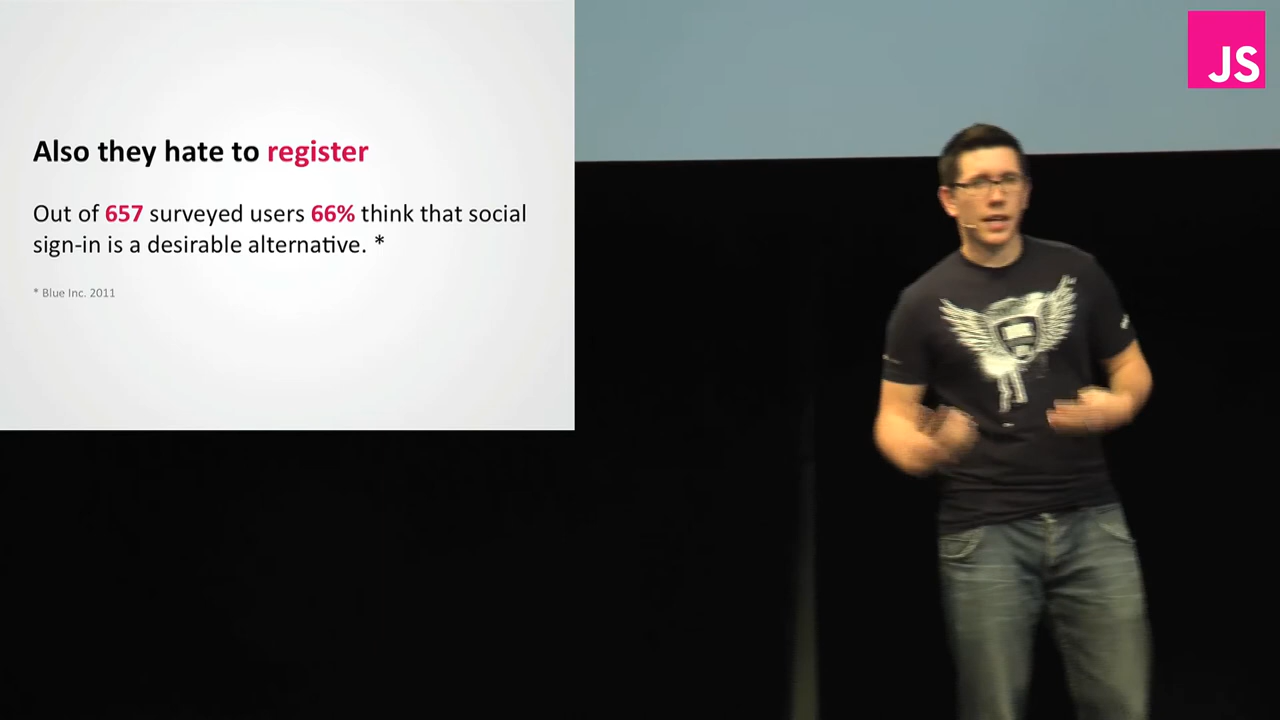 Also they hate to register
Out of 657 surveyed users 66% think that social
sign-in is a desirable alternative. *
* Blue Inc. 2011
JS